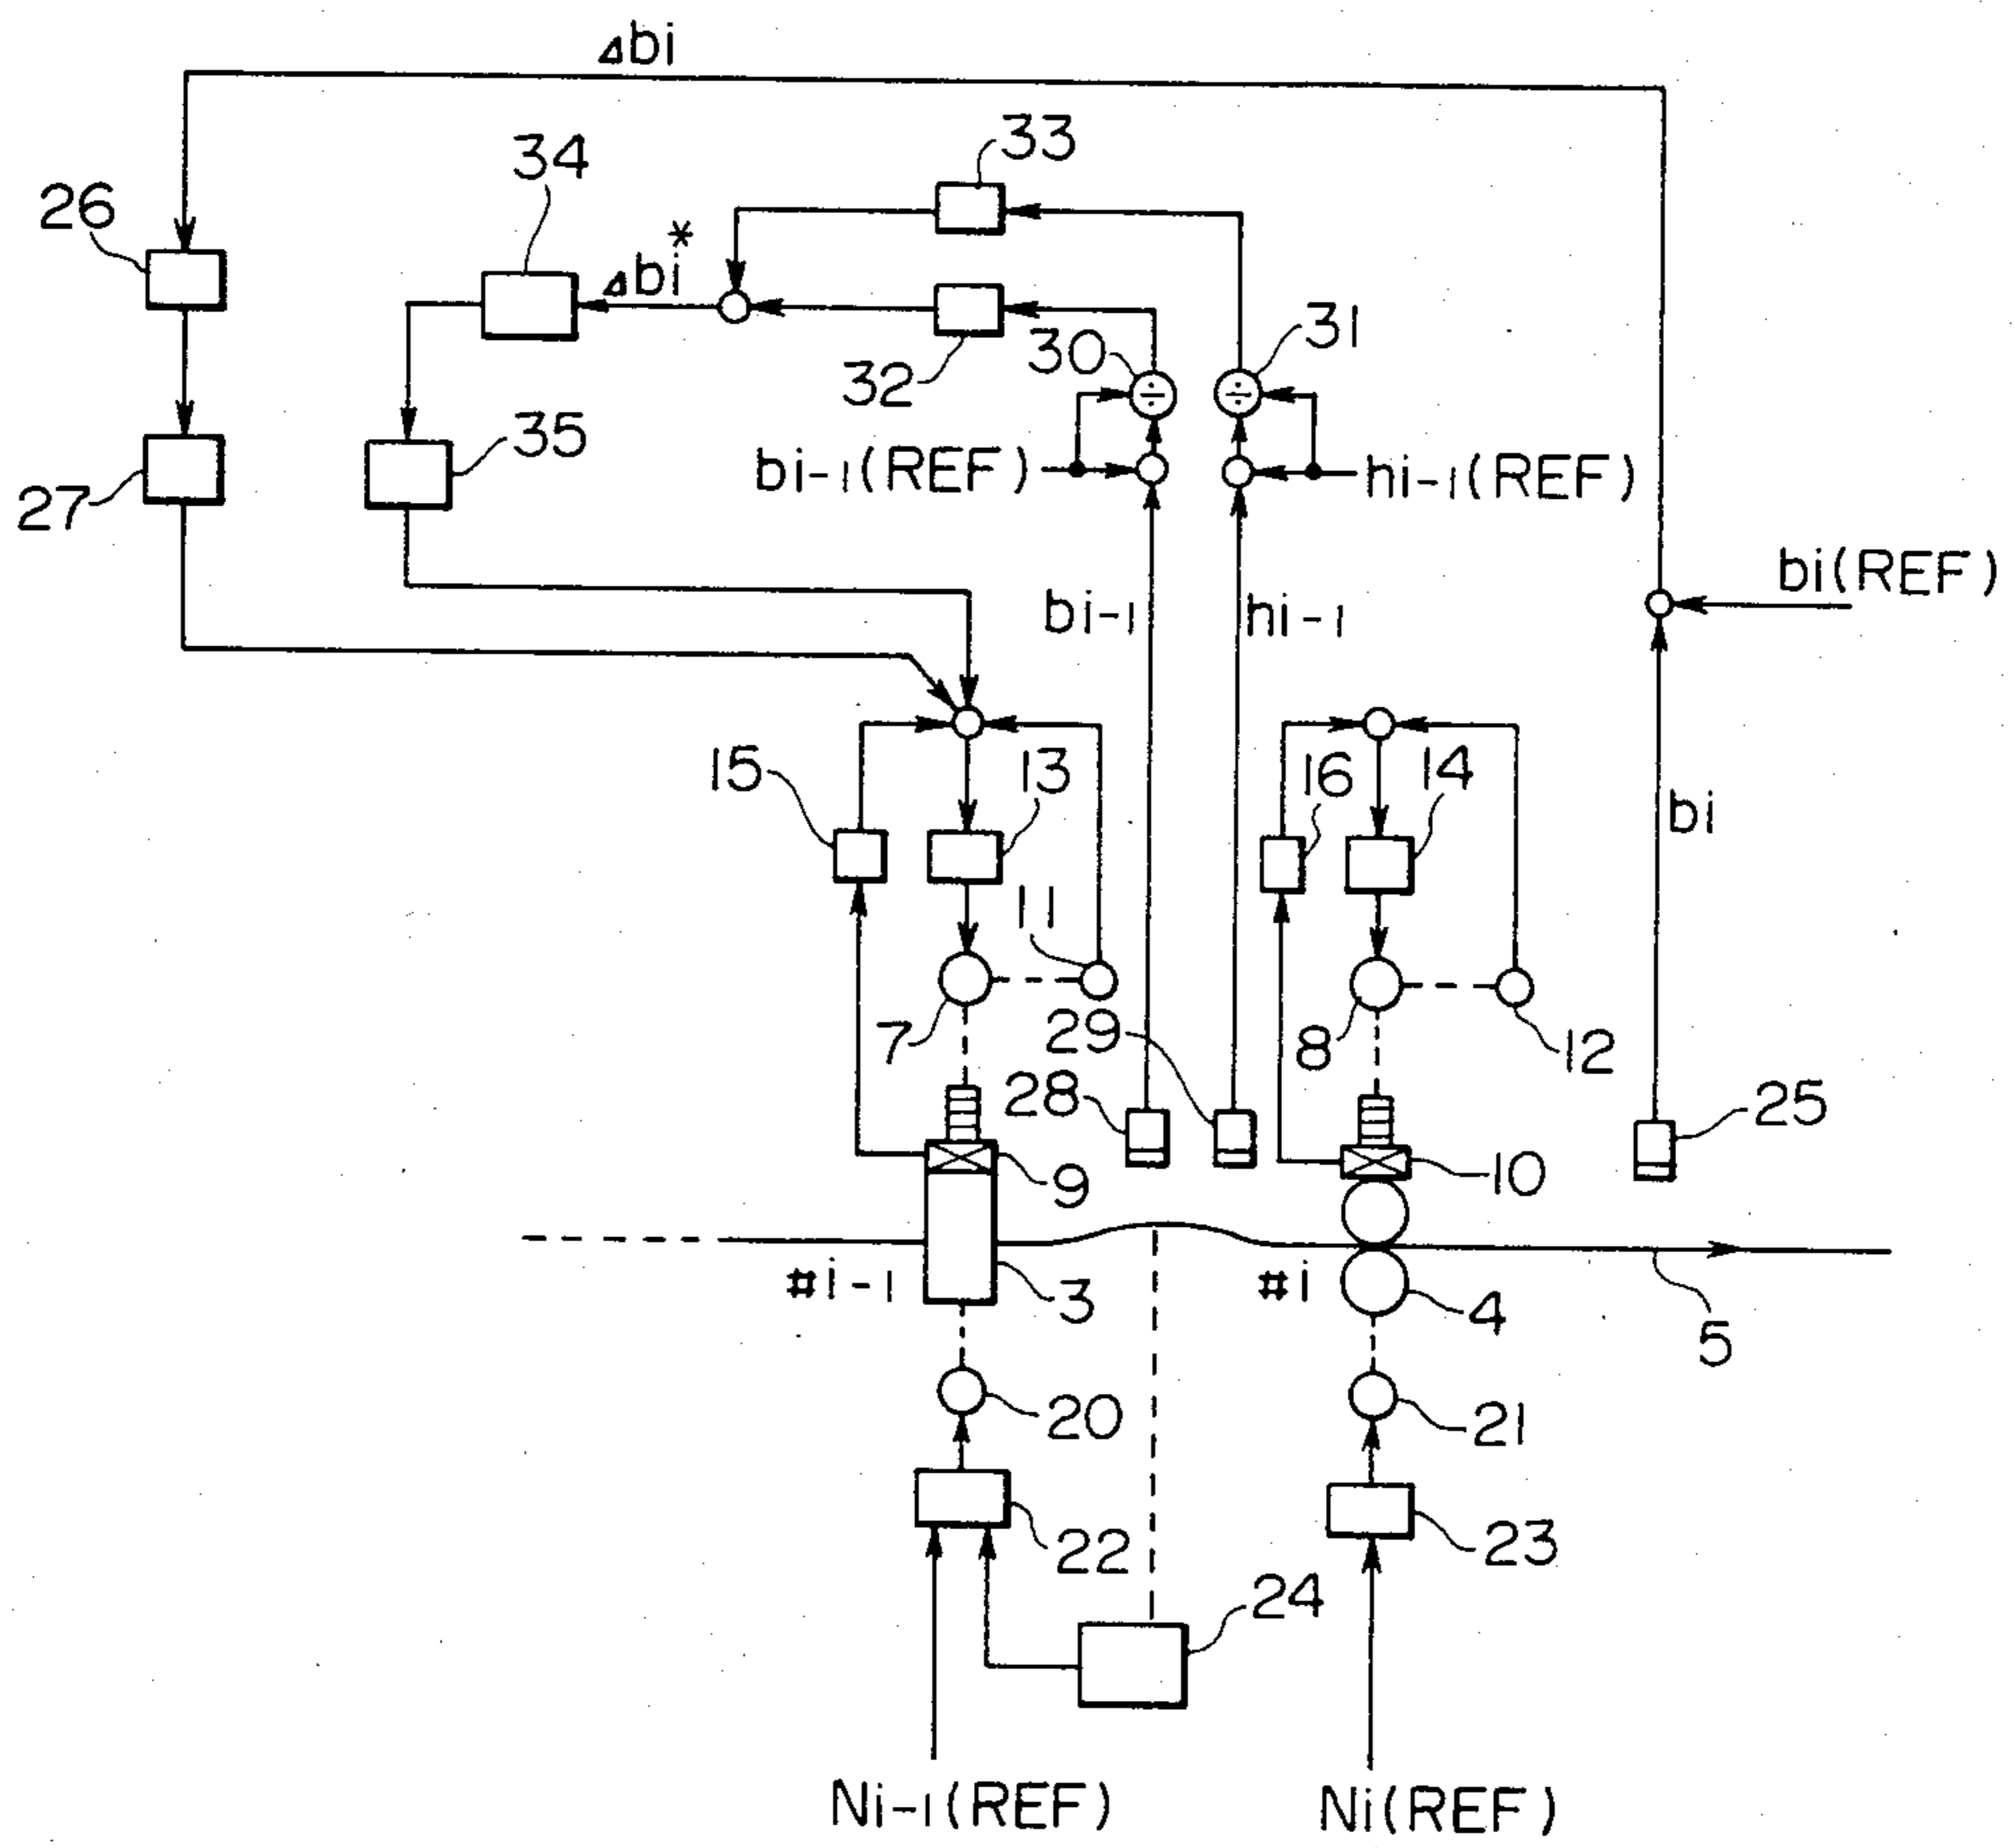 Δbi
33
34
26
Δbi*
31
30
32
35
bi-1(REF)
hi-1(REF)
27
bi(REF)
bi-1
hi-1
15
13
16
14
bi
11
7
29
8
12
28
25
9
10
#i-1
3
#i
4
5
20
21
22
23
24
Ni-1(REF)
Ni(REF)